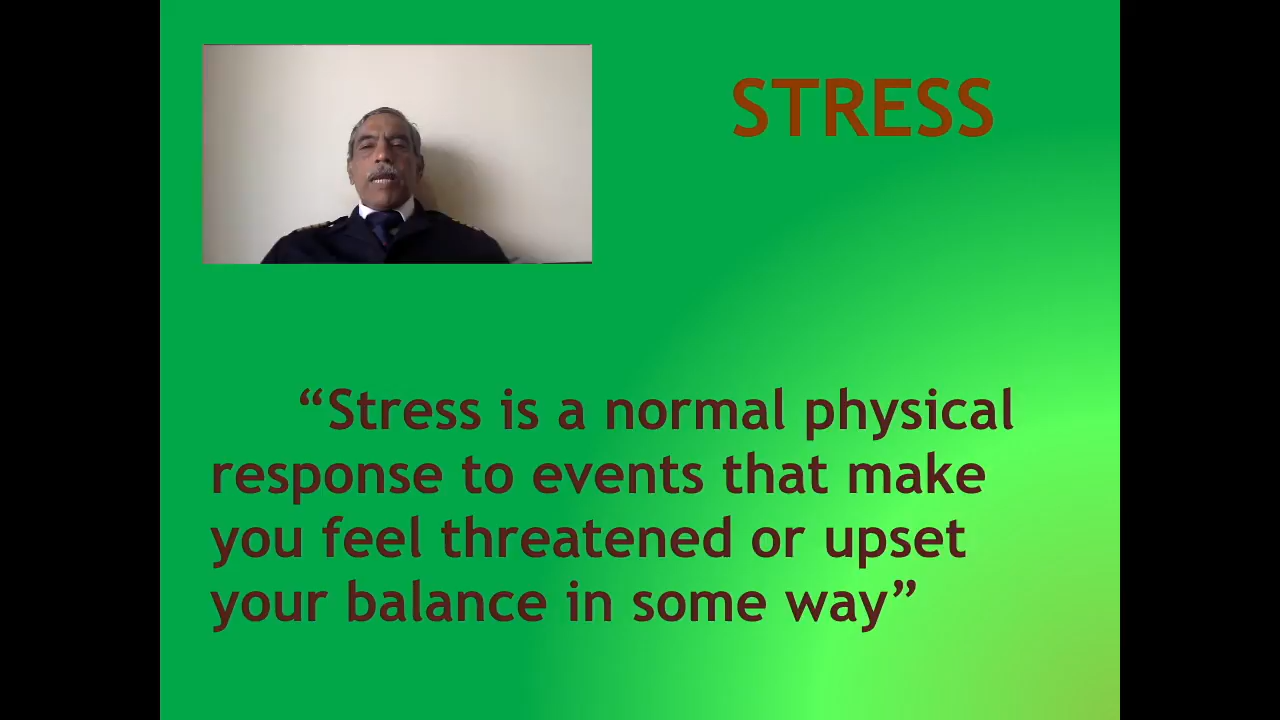 STRESS
“Stress is a normal physical
response to events that make
you feel threatened or upset
your balance in some way”